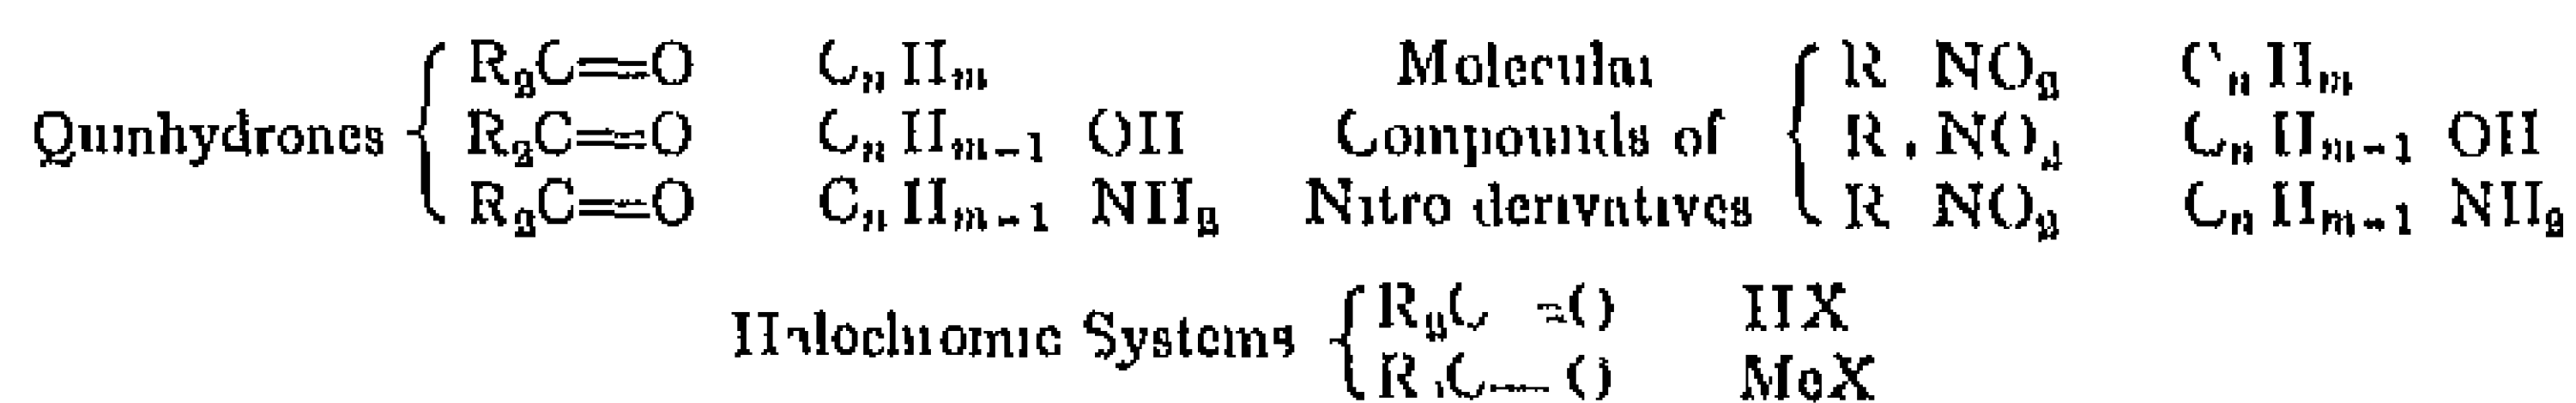 Quinhydrones { R₂C=O CₙHₘ
R₂C=O CₙHₘ₋₁ OH
R₂C=O CₙHₘ₋₁ NH₂
Molecular Compounds of Nitro derivatives { R NO₂ CₙHₘ
R . NO₂ CₙHₘ₋₁ OH
R NO₂ CₙHₘ₋₁ NH₂
Halochromic Systems { R₂C=O HX
R₂C=O MeX